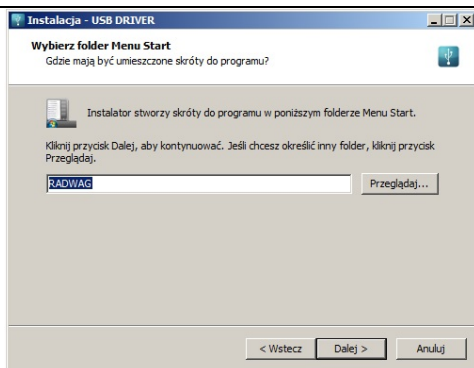 Instalacja - USB DRIVER
Wybierz folder Menu Start
Gdzie mają być umieszczone skróty do programu?
Instalator stworzy skróty do programu w poniższym folderze Menu Start.
Kliknij przycisk Dalej, aby kontynuować. Jeśli chcesz określić inny folder, kliknij przycisk
Przeglądaj.
RADWAG
Przeglądaj...
< Wstecz
Dalej >
Anuluj